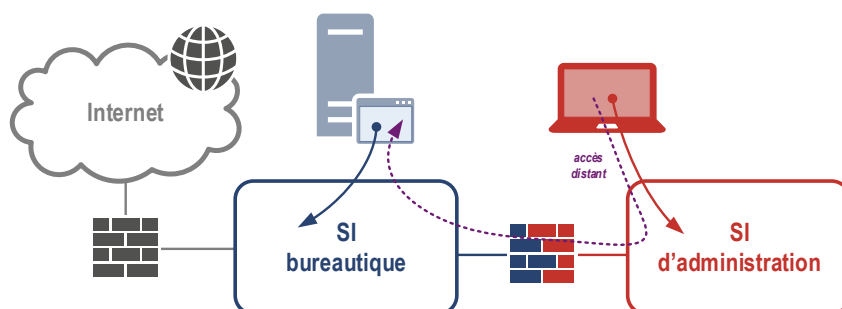 Internet
accès
distant
SI
bureautique
SI
d'administration